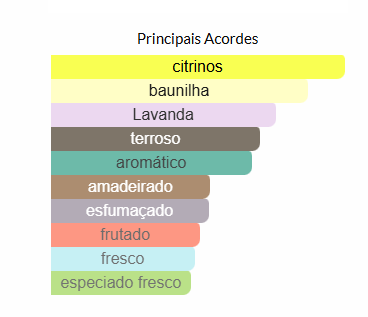 Principais Acordes
citrinos
baunilha
Lavanda
terroso
aromático
amadeirado
esfumaçado
frutado
fresco
especiado fresco